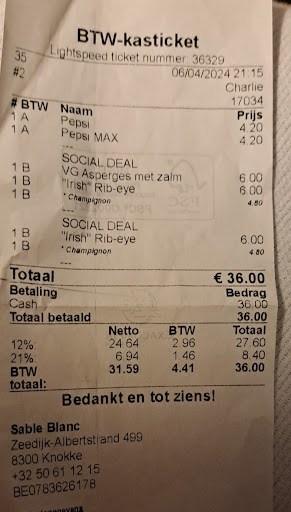 BTW-kasticket
Lightspeed ticket number: 36329
35 06/04/2024 21:15
#2 Charlie
17034
# BTW Naam Prijs
1 A Pepsi 4.20
1 A Pepsi MAX 4.20
---
SOCIAL DEAL
1 B VG Asperges met zalm 6.00
1 B "Irish" Rib-eye 6.00
1 B * Champignon 4.80
---
SOCIAL DEAL
1 B "Irish" Rib-eye 6.00
1 B * Champignon 4.80
---
Totaal € 36.00
Betaling Bedrag
Cash 36.00
Totaal betaald 36.00
Netto BTW Totaal
12%: 24.64 2.96 27.60
21%: 6.94 1.46 8.40
BTW totaal: 31.59 4.41 36.00
Bedankt en tot ziens!
Sable Blanc
Zeedijk-Albertstrand 499
8300 Knokke
+32 50 61 12 15
BE0783626178